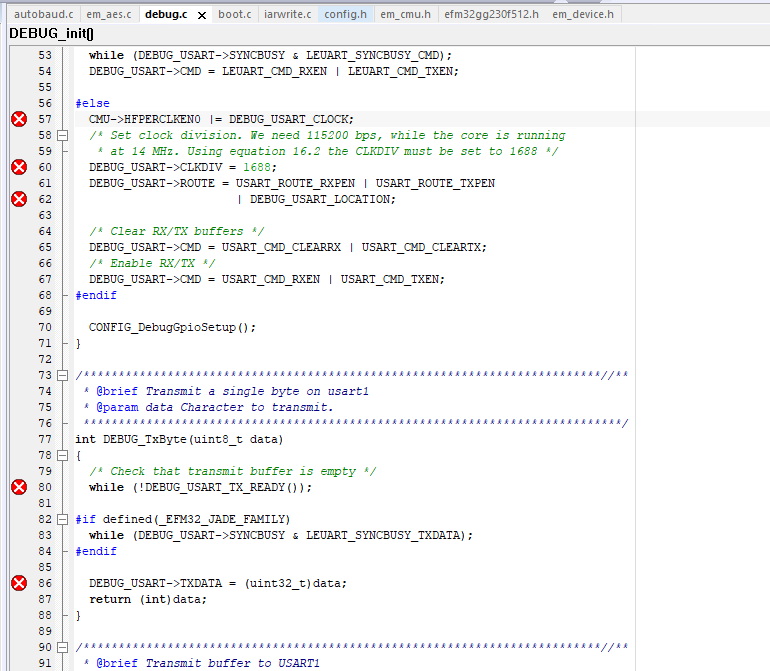 autobaud.c em_aes.c debug.c x boot.c iarwrite.c config.h em_cmu.h efm32gg230f512.h em_device.h
DEBUG_init()
53 while (DEBUG_USART->SYNCBUSY & LEUART_SYNCBUSY_CMD);
54 DEBUG_USART->CMD = LEUART_CMD_RXEN | LEUART_CMD_TXEN;
55
56 #else
57 CMU->HFPERCLKEN0 |= DEBUG_USART_CLOCK;
58 /* Set clock division. We need 115200 bps, while the core is running
59 * at 14 MHz. Using equation 16.2 the CLKDIV must be set to 1688 */
60 DEBUG_USART->CLKDIV = 1688;
61 DEBUG_USART->ROUTE = USART_ROUTE_RXPEN | USART_ROUTE_TXPEN
62 | DEBUG_USART_LOCATION;
63
64 /* Clear RX/TX buffers */
65 DEBUG_USART->CMD = USART_CMD_CLEARRX | USART_CMD_CLEARTX;
66 /* Enable RX/TX */
67 DEBUG_USART->CMD = USART_CMD_RXEN | USART_CMD_TXEN;
68 #endif
69
70 CONFIG_DebugGpioSetup();
71 }
72
73 /**************************************************************************//**
74 * @brief Transmit a single byte on usart1
75 * @param data Character to transmit.
76 *****************************************************************************/
77 int DEBUG_TxByte(uint8_t data)
78 {
79 /* Check that transmit buffer is empty */
80 while (!DEBUG_USART_TX_READY());
81
82 #if defined(_EFM32_JADE_FAMILY)
83 while (DEBUG_USART->SYNCBUSY & LEUART_SYNCBUSY_TXDATA);
84 #endif
85
86 DEBUG_USART->TXDATA = (uint32_t)data;
87 return (int)data;
88 }
89
90 /**************************************************************************//**
91 * @brief Transmit buffer to USART1